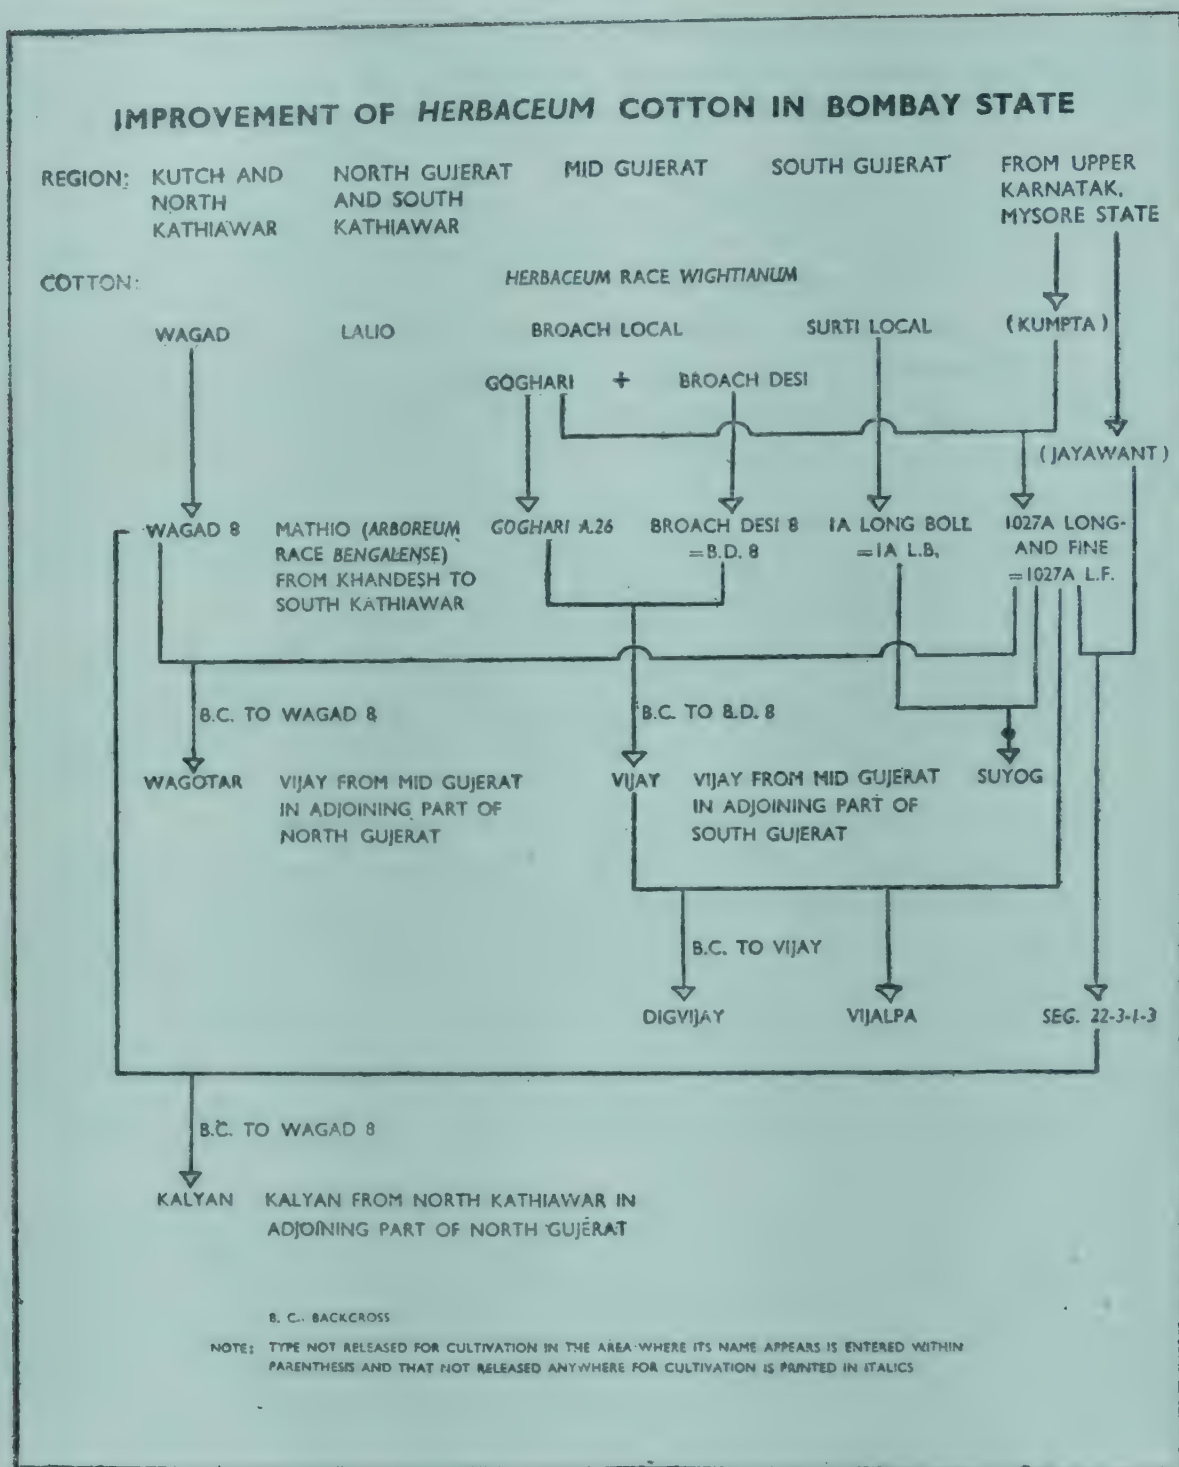 IMPROVEMENT OF HERBACEUM COTTON IN BOMBAY STATE
REGION:
KUTCH AND
NORTH
KATHIAWAR
NORTH GUJERAT
AND SOUTH
KATHIAWAR
MID GUJERAT
SOUTH GUJERAT
FROM UPPER
KARNATAK,
MYSORE STATE
COTTON:
HERBACEUM RACE WIGHTIANUM
WAGAD
LALIO
BROACH LOCAL
SURTI LOCAL
(KUMPTA)
GOGHARI + BROACH DESI
(JAYAWANT)
WAGAD 8
MATHIO (ARBOREUM
RACE BENGALENSE)
FROM KHANDESH TO
SOUTH KATHIAWAR
GOGHARI A.26
BROACH DESI 8
=B.D. 8
1A LONG BOLL
=1A L.B.
1027A LONG-
AND FINE
=1027A L.F.
B.C. TO WAGAD 8
B.C. TO B.D. 8
WAGOTAR
VIJAY FROM MID GUJERAT
IN ADJOINING PART OF
NORTH GUJERAT
VIJAY
VIJAY FROM MID GUJERAT
IN ADJOINING PART OF
SOUTH GUJERAT
SUYOG
B.C. TO VIJAY
DIGVIJAY
VIJALPA
SEG. 22-3-1-3
B.C. TO WAGAD 8
KALYAN
KALYAN FROM NORTH KATHIAWAR IN
ADJOINING PART OF NORTH GUJERAT
B. C.. BACKCROSS
NOTE: TYPE NOT RELEASED FOR CULTIVATION IN THE AREA WHERE ITS NAME APPEARS IS ENTERED WITHIN
PARENTHESIS AND THAT NOT RELEASED ANYWHERE FOR CULTIVATION IS PRINTED IN ITALICS